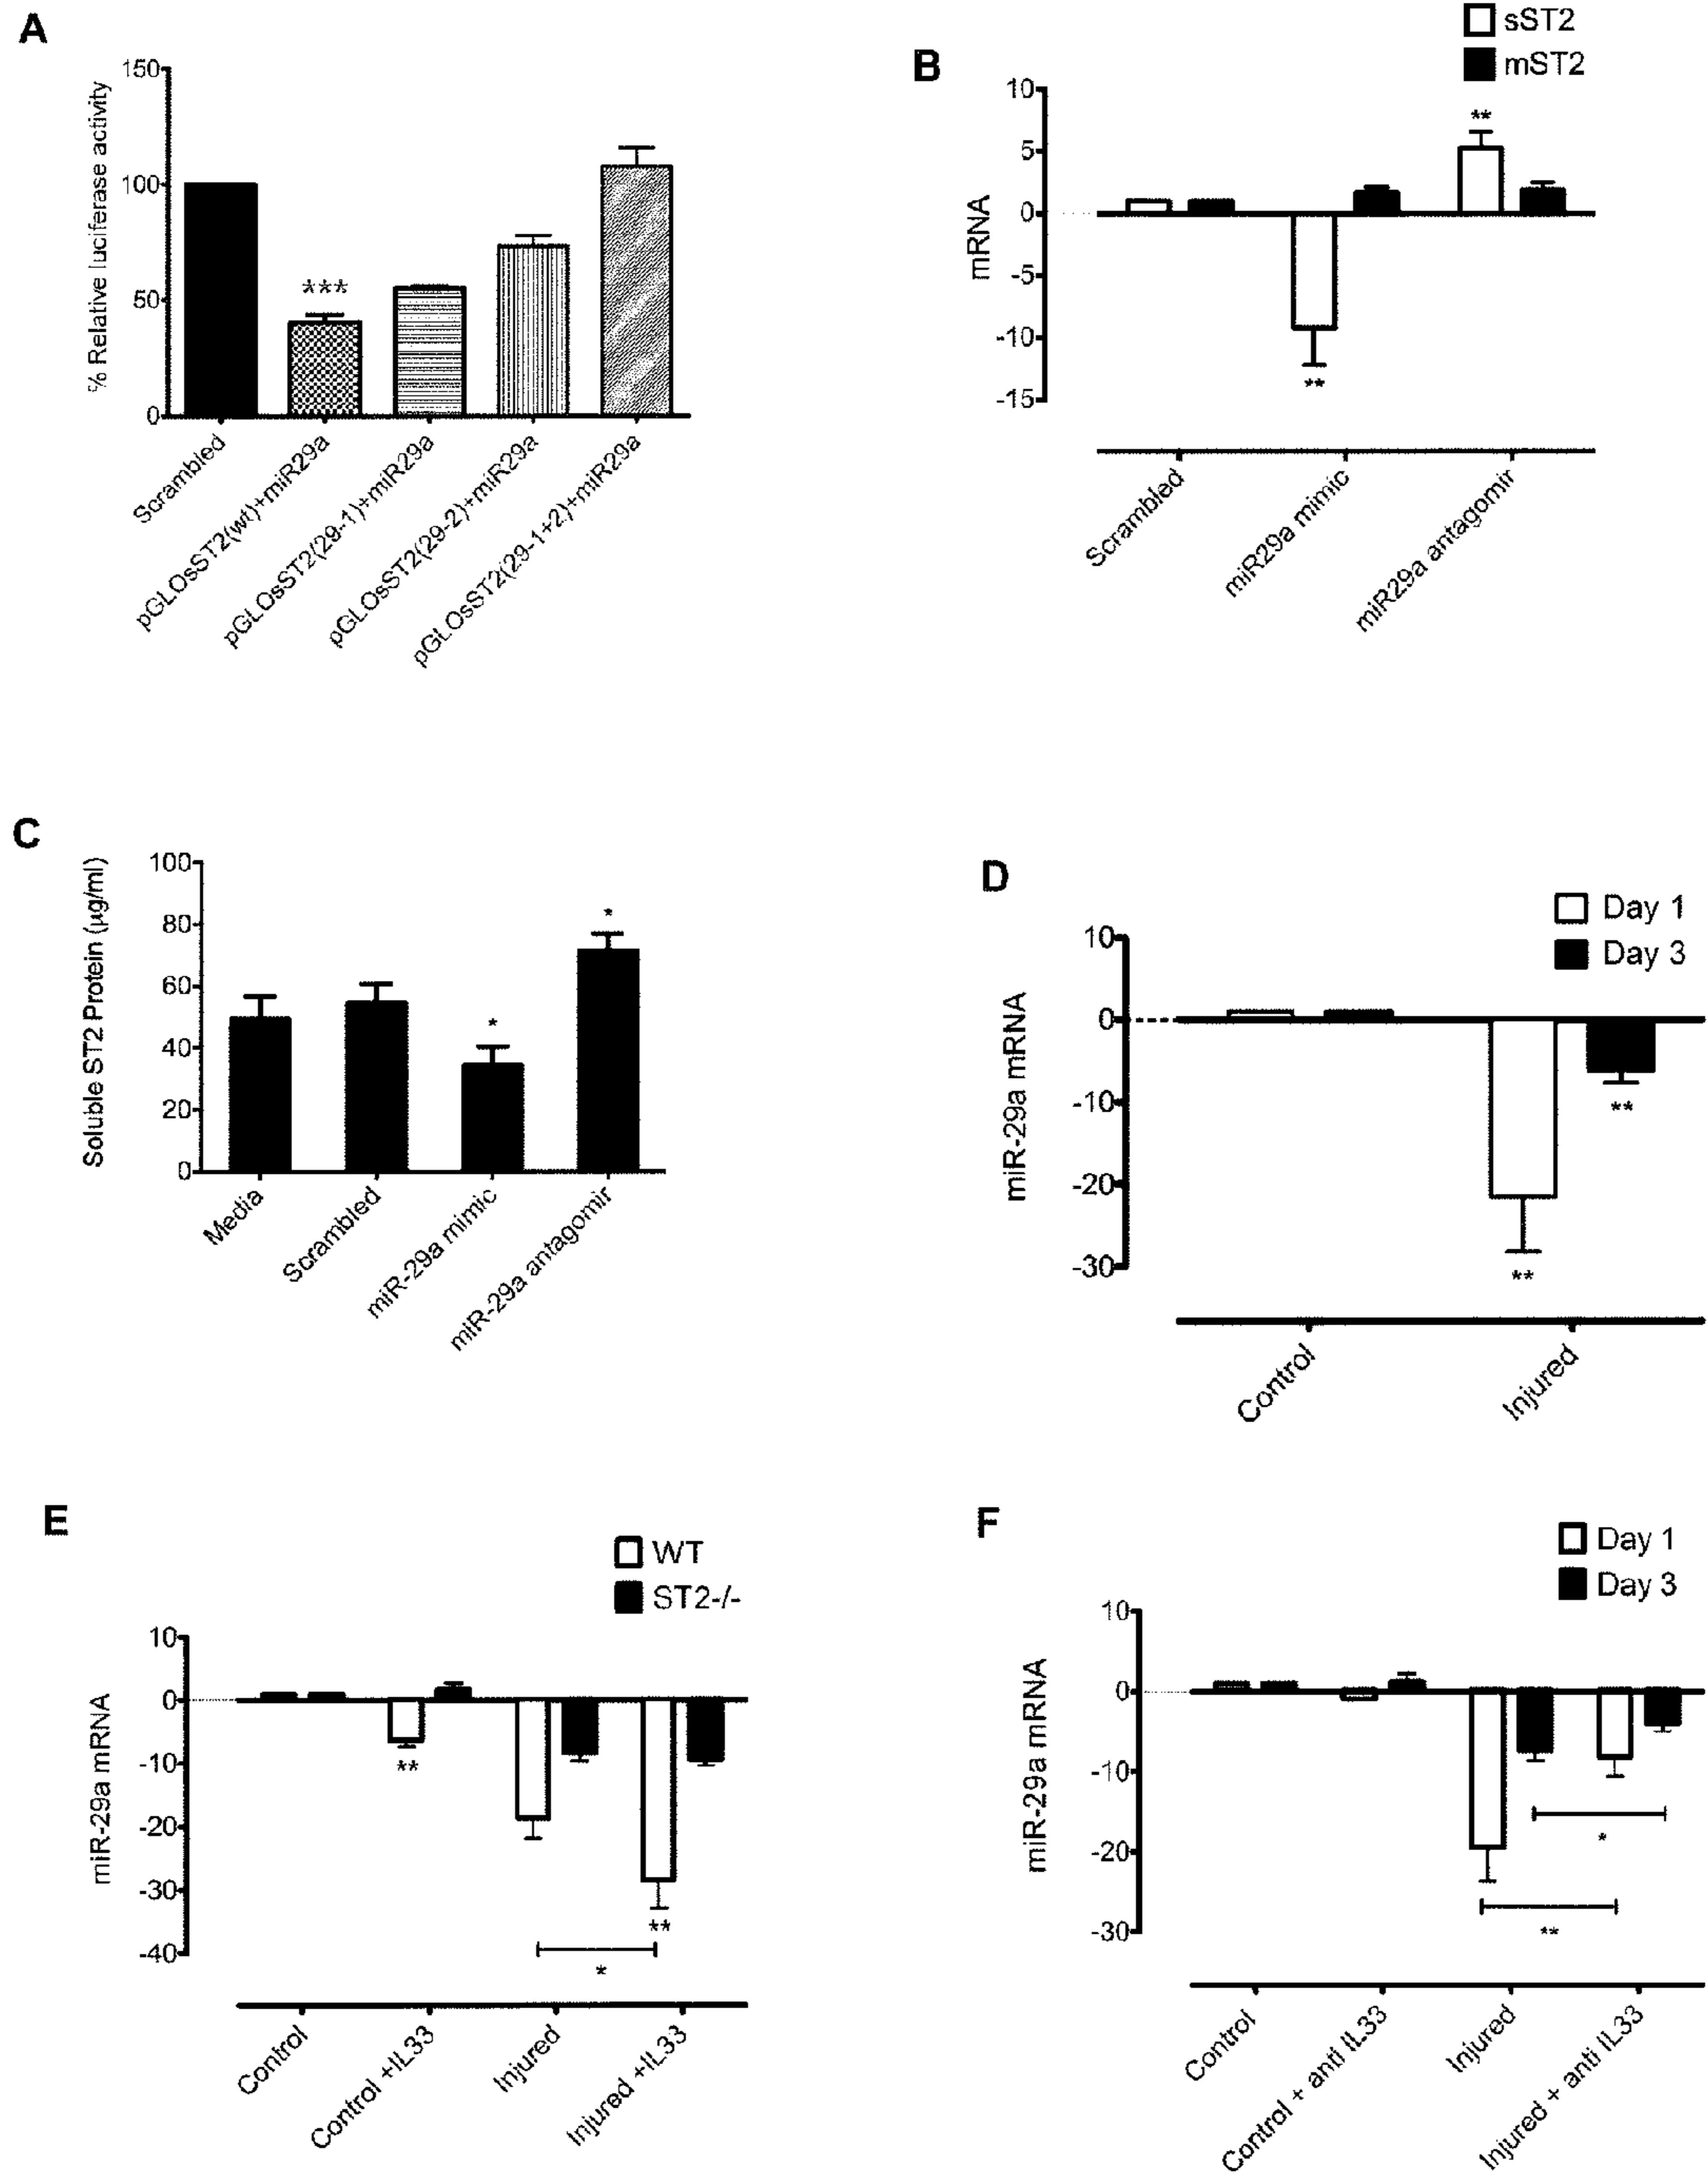 A
% Relative luciferase activity
150
100
50
0
***
Scrambled
pGLOsST2(wt)+miR29a
pGLOsST2(29-1)+miR29a
pGLOsST2(29-2)+miR29a
pGLOsST2(29-1+2)+miR29a
B
sST2
mST2
mRNA
10
5
0
-5
-10
-15
**
**
Scrambled
miR29a mimic
miR29a antagomir
C
Soluble ST2 Protein (µg/ml)
100
80
60
40
20
0
*
*
Media
Scrambled
miR-29a mimic
miR-29a antagomir
D
Day 1
Day 3
miR-29a mRNA
10
0
-10
-20
-30
**
**
Control
Injured
E
WT
ST2-/-
miR-29a mRNA
10
0
-10
-20
-30
-40
**
**
*
Control
Control +IL33
Injured
Injured +IL33
F
Day 1
Day 3
miR-29a mRNA
10
0
-10
-20
-30
*
**
Control
Control + anti IL33
Injured
Injured + anti IL33